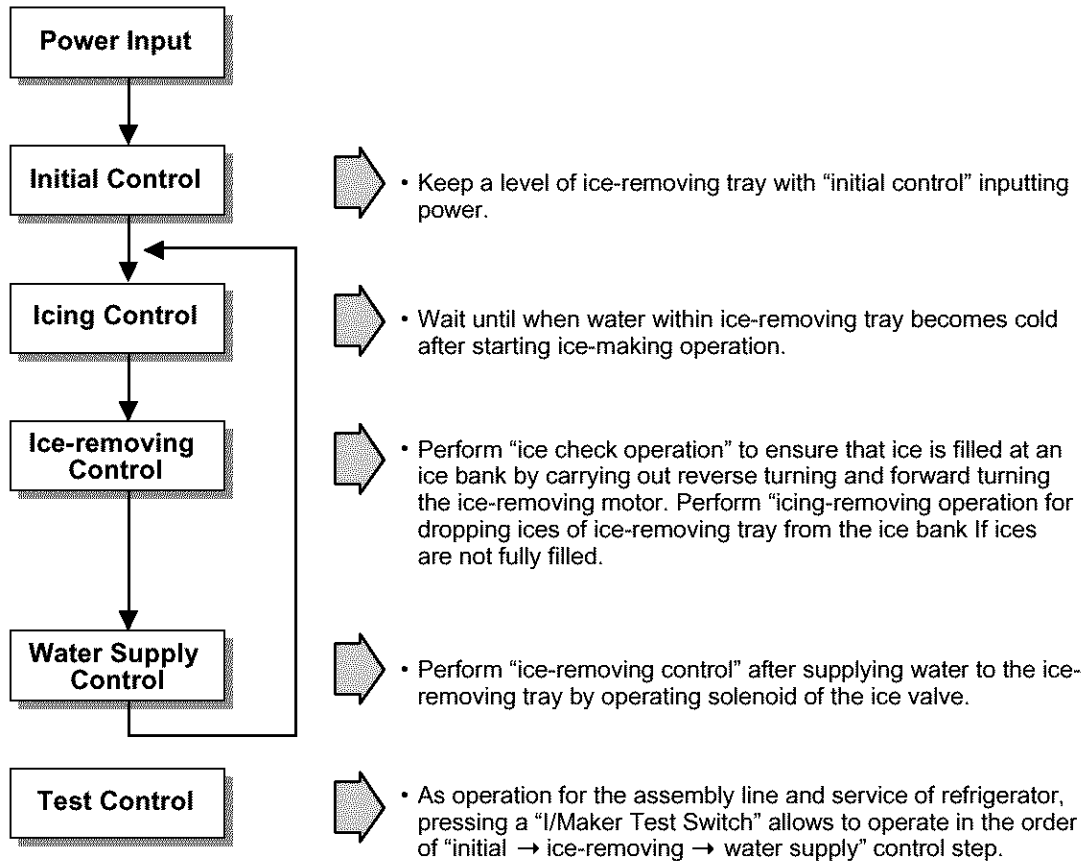 Power Input
Initial Control
• Keep a level of ice-removing tray with “initial control” inputting
power.
Icing Control
• Wait until when water within ice-removing tray becomes cold
after starting ice-making operation.
Ice-removing
Control
• Perform “ice check operation” to ensure that ice is filled at an
ice bank by carrying out reverse turning and forward turning
the ice-removing motor. Perform “icing-removing operation for
dropping ices of ice-removing tray from the ice bank If ices
are not fully filled.
Water Supply
Control
• Perform “ice-removing control” after supplying water to the ice-
removing tray by operating solenoid of the ice valve.
Test Control
• As operation for the assembly line and service of refrigerator,
pressing a “I/Maker Test Switch” allows to operate in the order
of “initial → ice-removing → water supply” control step.